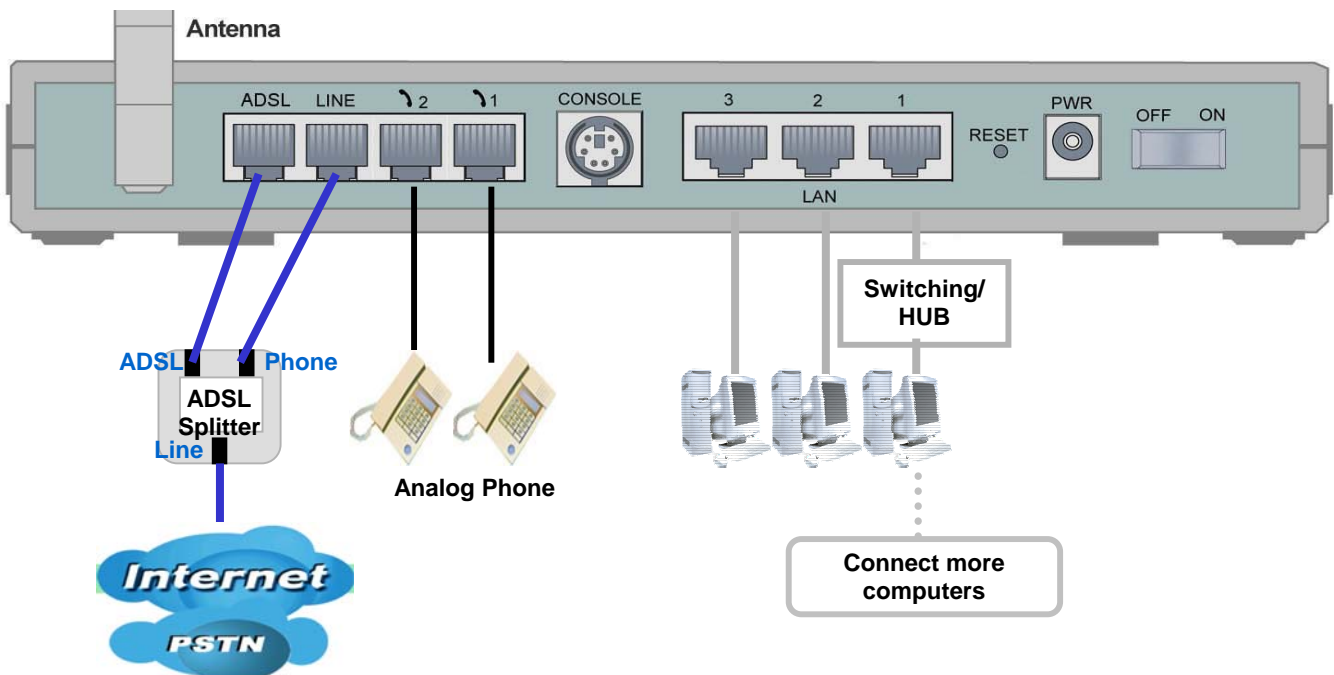 Antenna
ADSL LINE 2 1 CONSOLE 3 2 1 PWR OFF ON
RESET
LAN
Switching/
HUB
ADSL Phone
ADSL
Splitter
Line
Analog Phone
Internet
PSTN
Connect more
computers